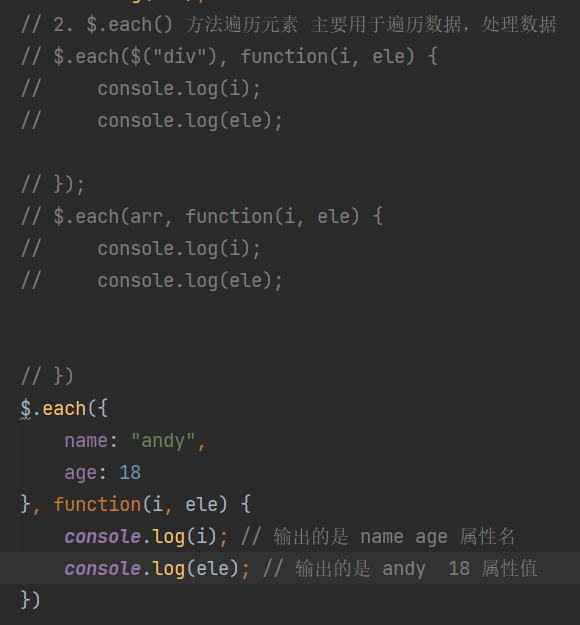 // 2. $.each() 方法遍历元素 主要用于遍历数据，处理数据
// $.each($("div"), function(i, ele) {
//     console.log(i);
//     console.log(ele);
// });
// $.each(arr, function(i, ele) {
//     console.log(i);
//     console.log(ele);
// })
$.each({
    name: "andy",
    age: 18
}, function(i, ele) {
    console.log(i); // 输出的是 name age 属性名
    console.log(ele); // 输出的是 andy  18 属性值
})